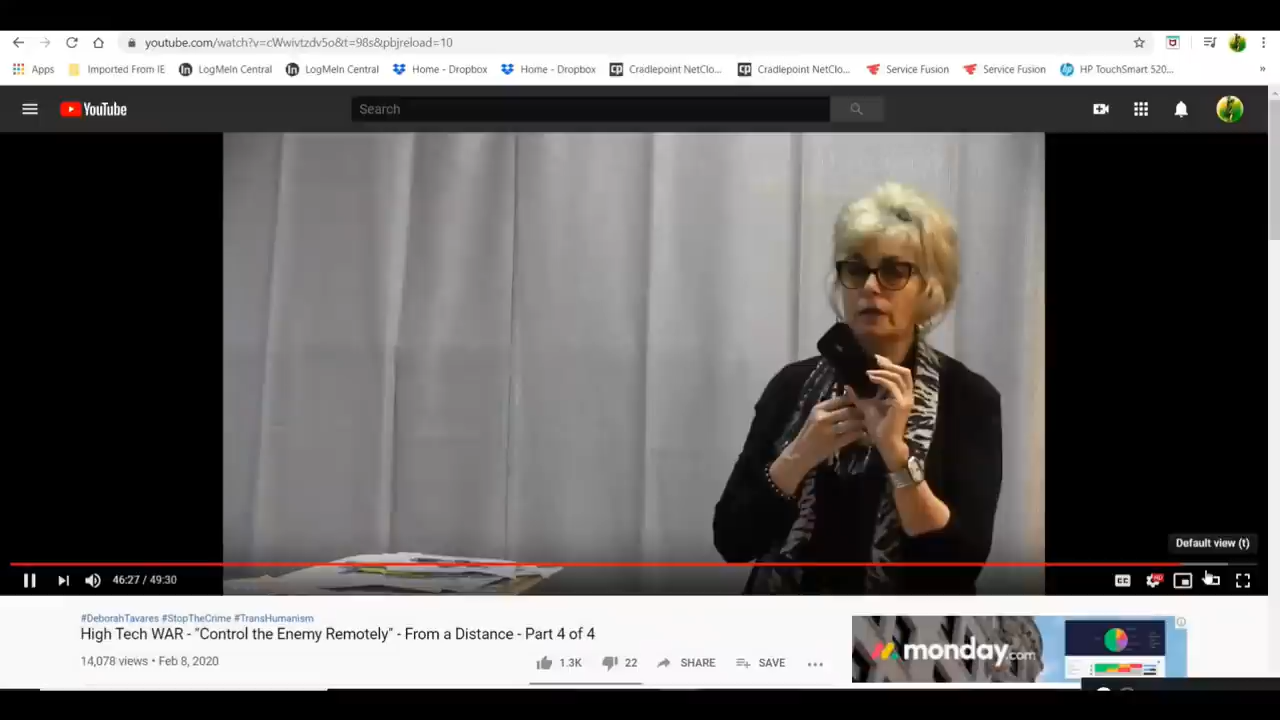 youtube.com/watch?v=cWwivtzdv5o&t=98s&pbjreload=10
Apps Imported From IE LogMeIn Central LogMeIn Central Home - Dropbox Home - Dropbox Cradlepoint NetClo... Cradlepoint NetClo... Service Fusion Service Fusion HP TouchSmart 520... »
YouTube Search
Default view (t)
46:27 / 49:30 CC HD
#DeborahTavares #StopTheCrime #TransHumanism
High Tech WAR - "Control the Enemy Remotely" - From a Distance - Part 4 of 4
14,078 views • Feb 8, 2020 1.3K 22 SHARE SAVE ...
monday.com